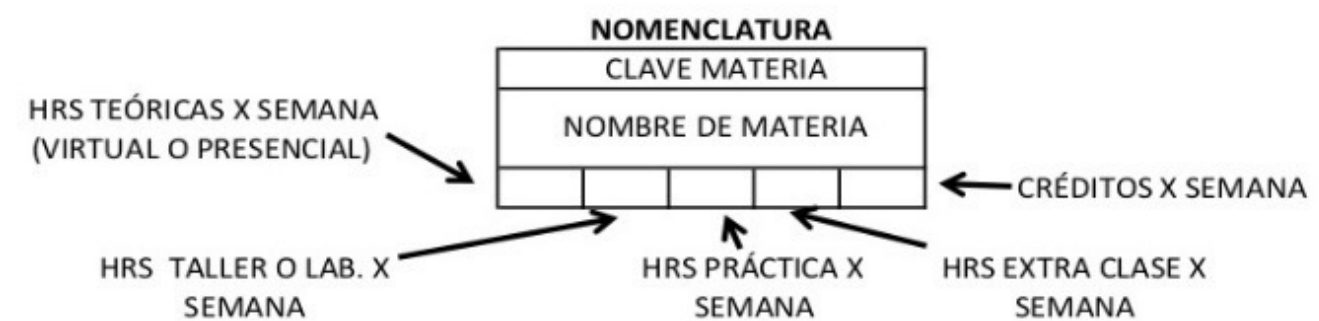 NOMENCLATURA
CLAVE MATERIA
NOMBRE DE MATERIA
HRS TEÓRICAS X SEMANA
(VIRTUAL O PRESENCIAL)
CRÉDITOS X SEMANA
HRS  TALLER O LAB. X
SEMANA
HRS PRÁCTICA X
SEMANA
HRS EXTRA CLASE X
SEMANA